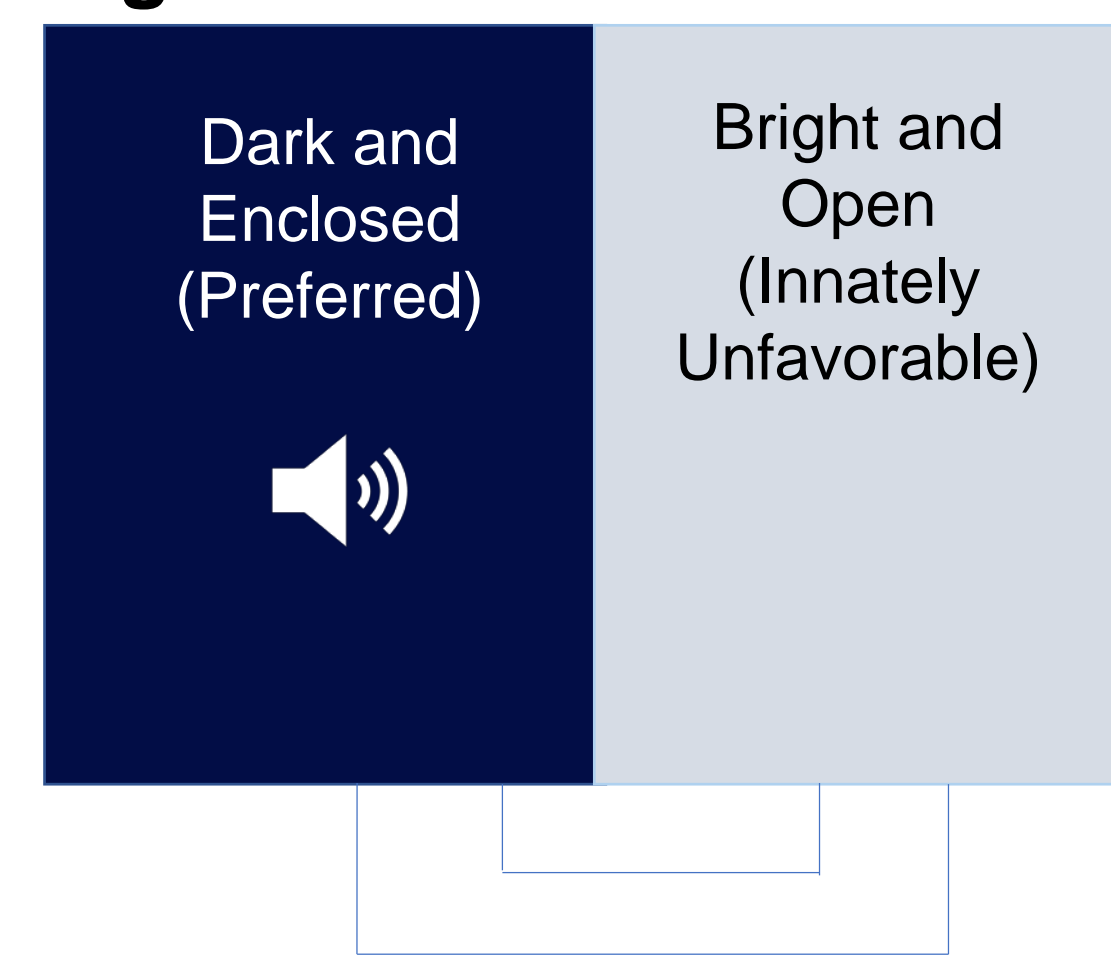 Dark and
Enclosed
(Preferred)
Bright and
Open
(Innately
Unfavorable)